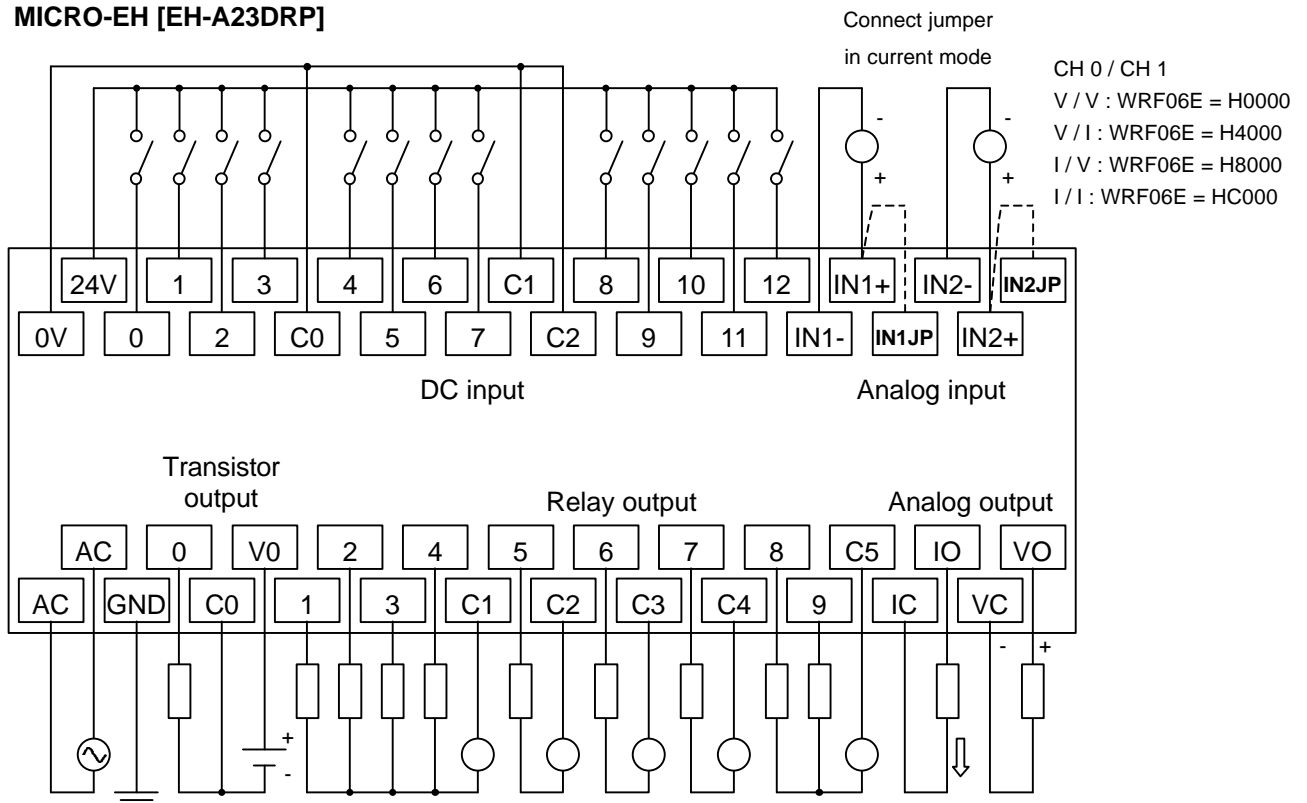 MICRO-EH [EH-A23DRP]
Connect jumper
in current mode
CH 0 / CH 1
V / V : WRF06E = H0000
V / I : WRF06E = H4000
I / V : WRF06E = H8000
I / I : WRF06E = HC000
- -
+ +
24V 1 3 4 6 C1 8 10 12 IN1+ IN2- IN2JP
0V 0 2 C0 5 7 C2 9 11 IN1- IN1JP IN2+
DC input Analog input
Transistor
output
Relay output Analog output
AC 0 V0 2 4 5 6 7 8 C5 IO VO
AC GND C0 1 3 C1 C2 C3 C4 9 IC VC
- +
+
-